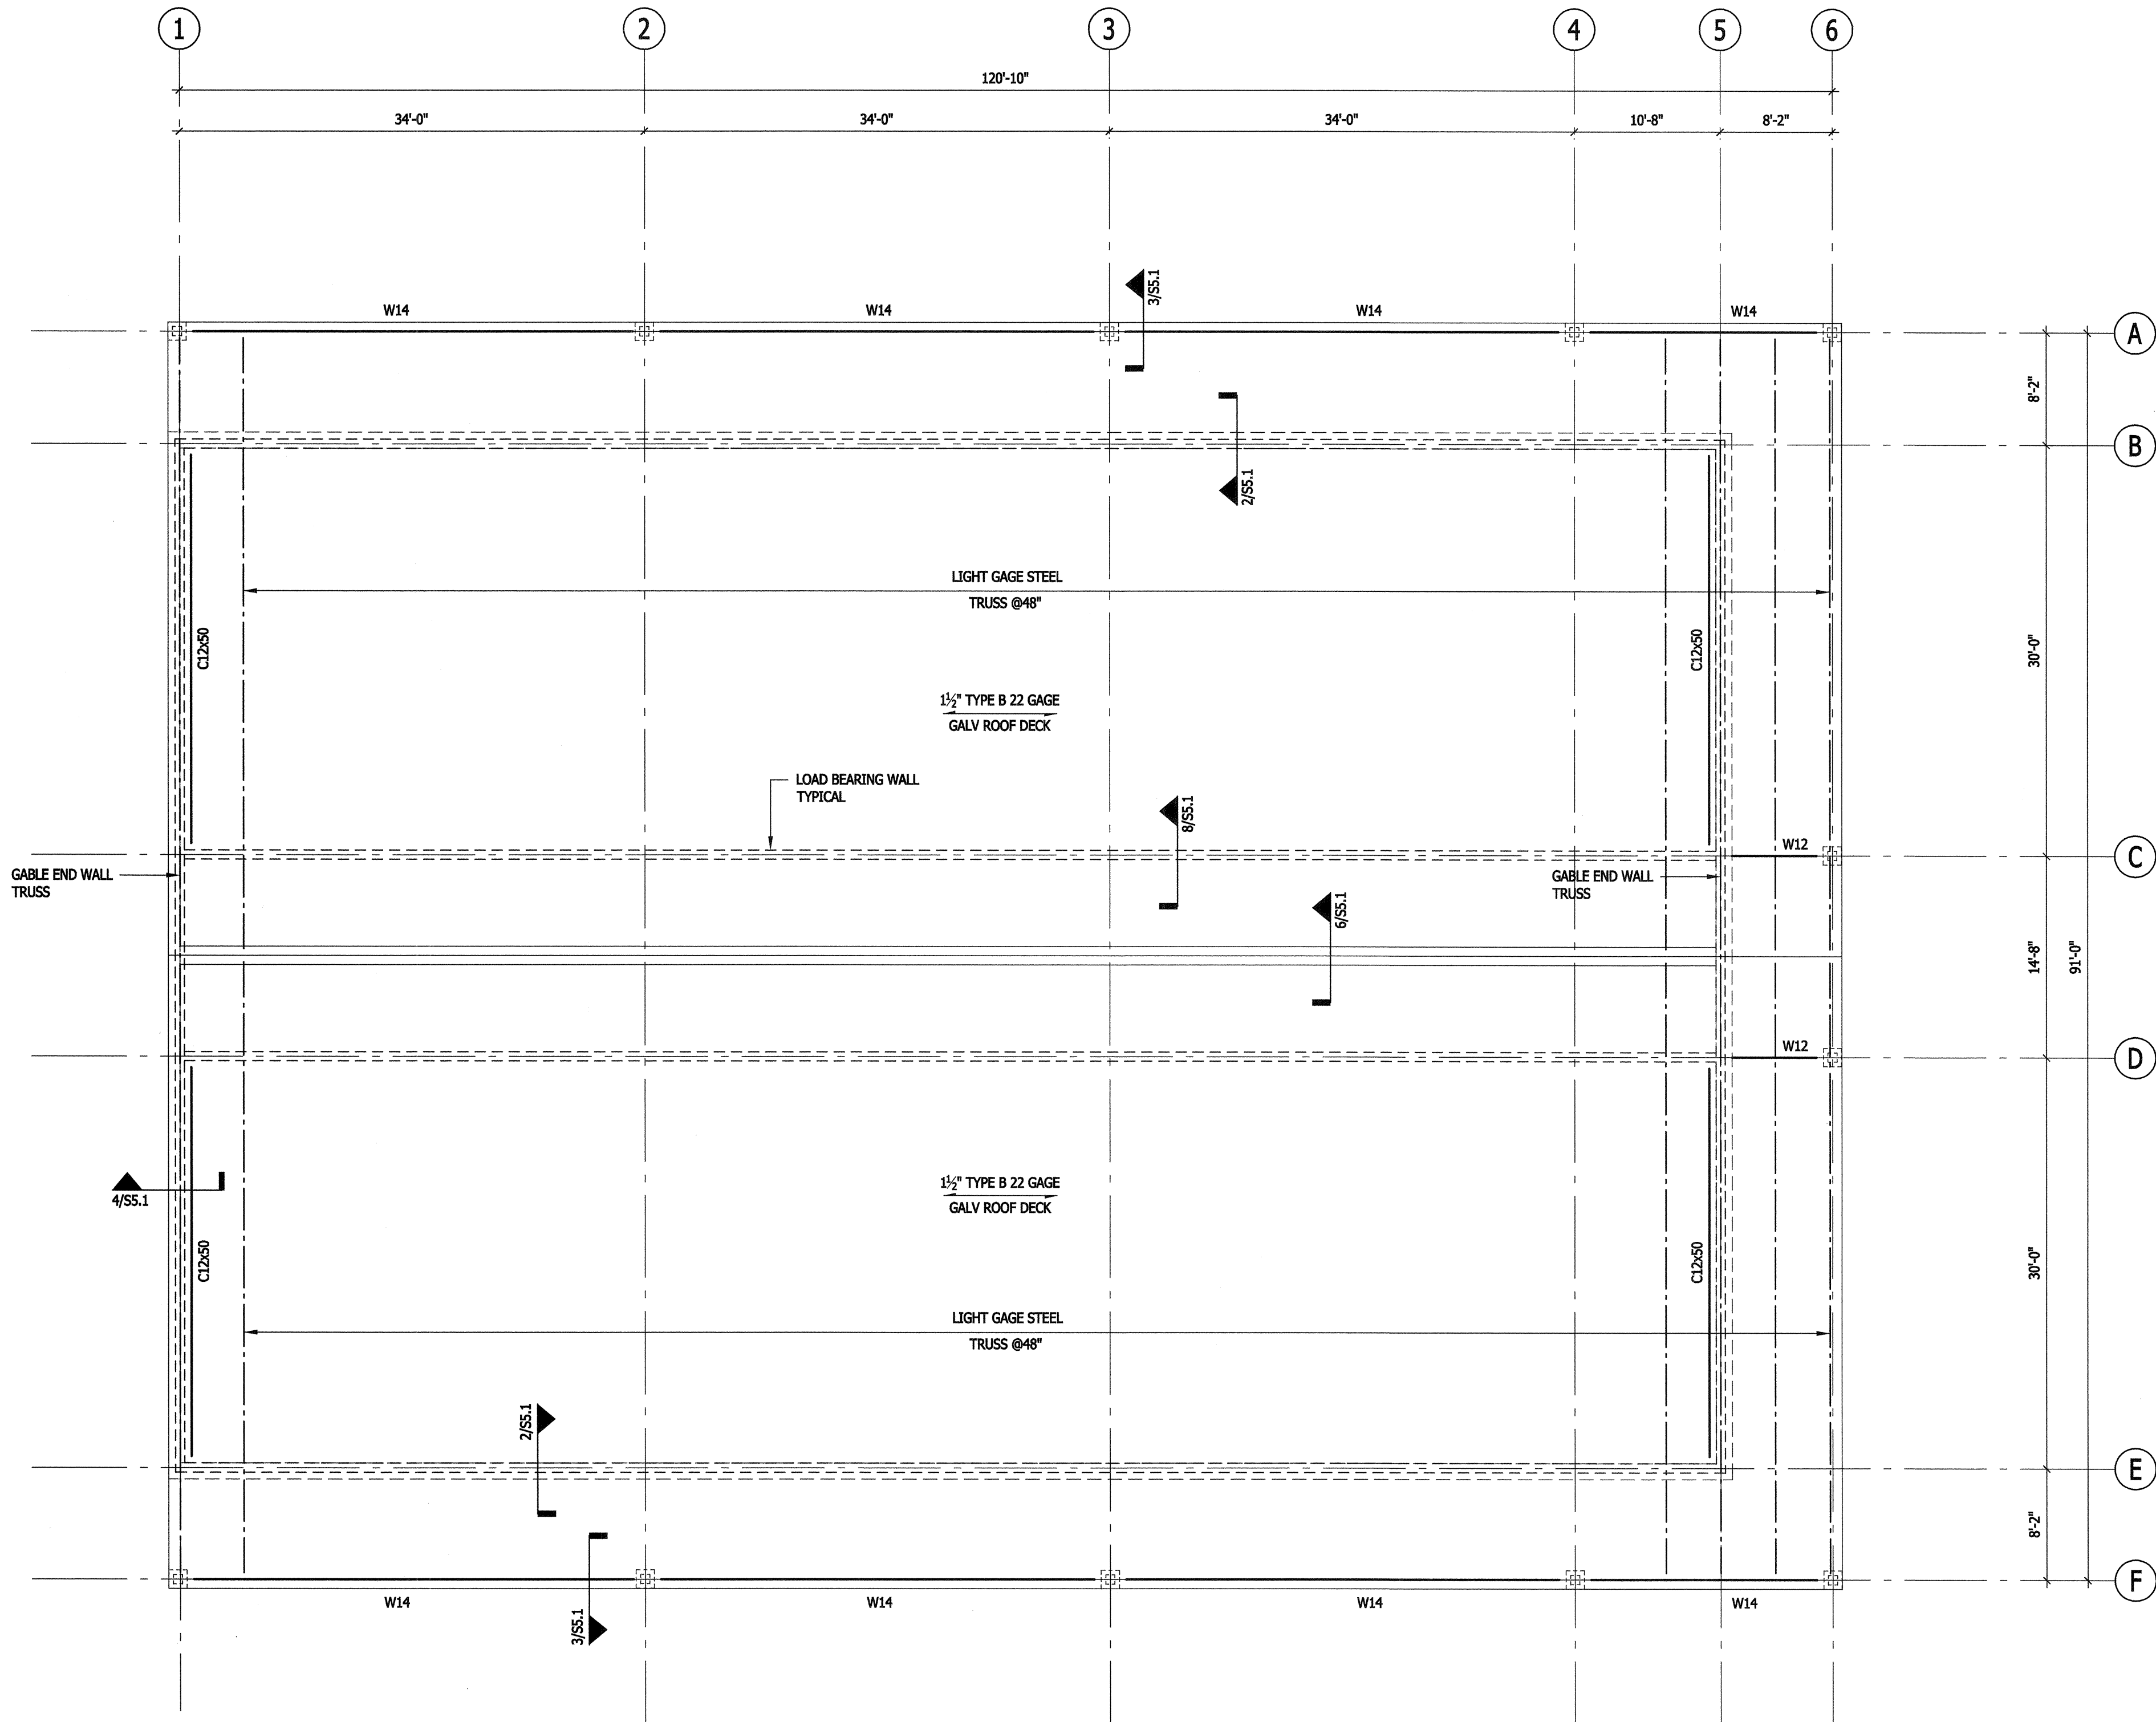 1 2 3 4 5 6
120'-10"
34'-0" 34'-0" 34'-0" 10'-8" 8'-2"
3/S5.1
W14 W14 W14 W14
A
8'-2"
B
2/S5.1
LIGHT GAGE STEEL
TRUSS @48"
C12x50 C12x50 30'-0"
1½" TYPE B 22 GAGE
GALV ROOF DECK
LOAD BEARING WALL
TYPICAL
8/S5.1
W12
C
GABLE END WALL
TRUSS
GABLE END WALL
TRUSS
6/S5.1
14'-8" 91'-0"
W12
D
1½" TYPE B 22 GAGE
4/S5.1
GALV ROOF DECK
C12x50 C12x50 30'-0"
LIGHT GAGE STEEL
TRUSS @48"
2/S5.1
E
8'-2"
F
W14 W14 W14 W14
3/S5.1